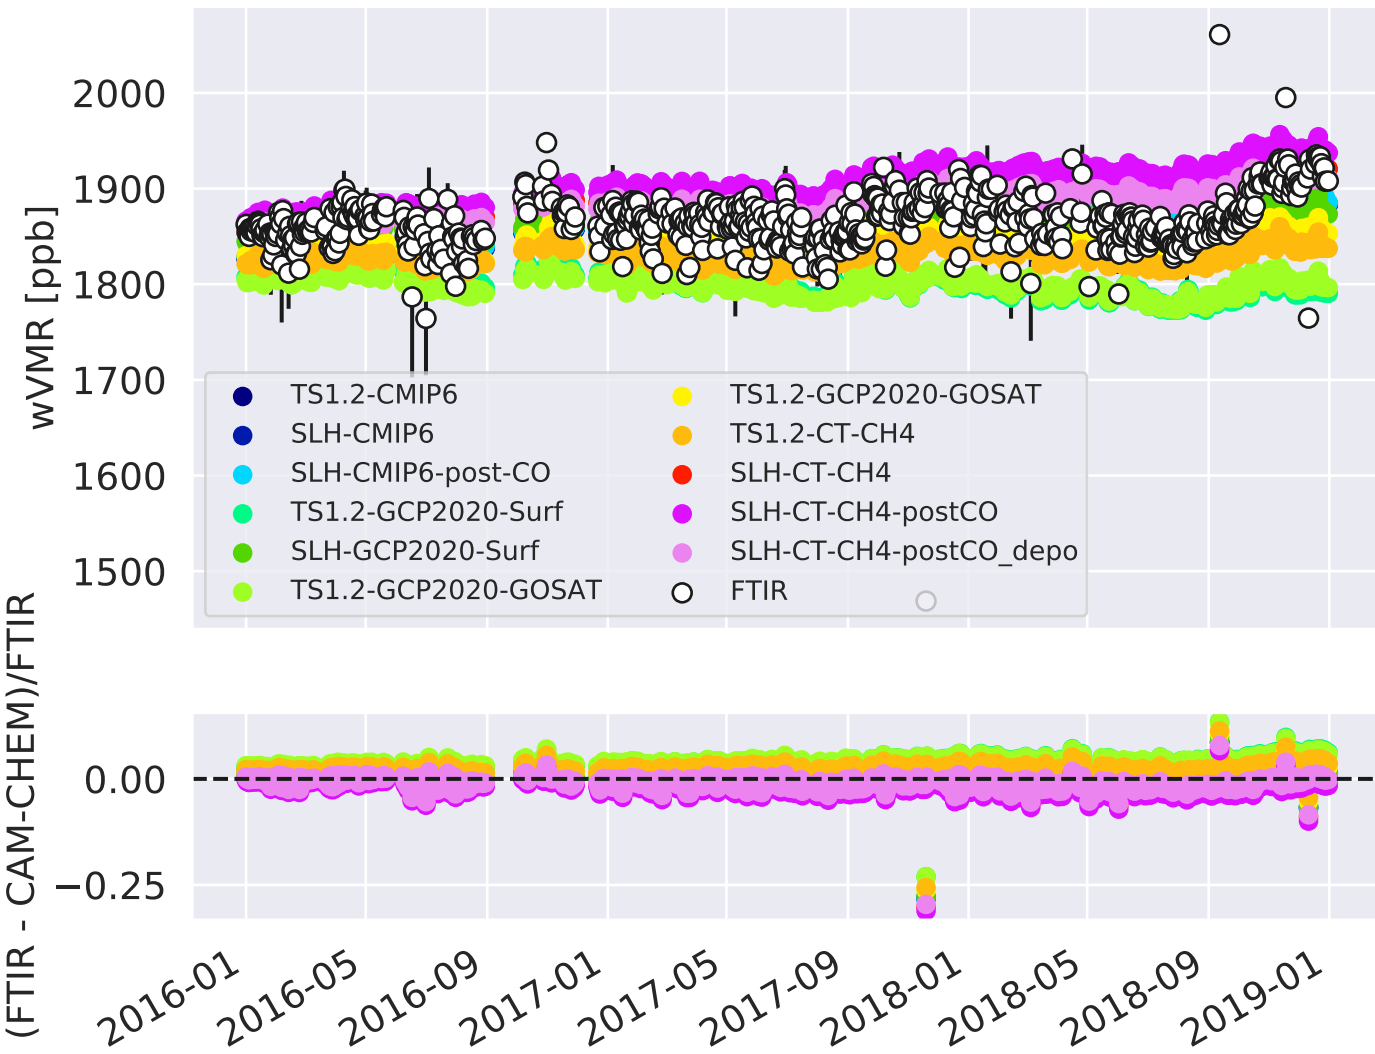 2000
1900
1800
1700
1600
1500
wVMR [ppb]
TS1.2-CMIP6
SLH-CMIP6
SLH-CMIP6-post-CO
TS1.2-GCP2020-Surf
SLH-GCP2020-Surf
TS1.2-GCP2020-GOSAT
TS1.2-GCP2020-GOSAT
TS1.2-CT-CH4
SLH-CT-CH4
SLH-CT-CH4-postCO
SLH-CT-CH4-postCO_depo
FTIR
(FTIR - CAM-CHEM)/FTIR
0.00
−0.25
2016-01
2016-05
2016-09
2017-01
2017-05
2017-09
2018-01
2018-05
2018-09
2019-01